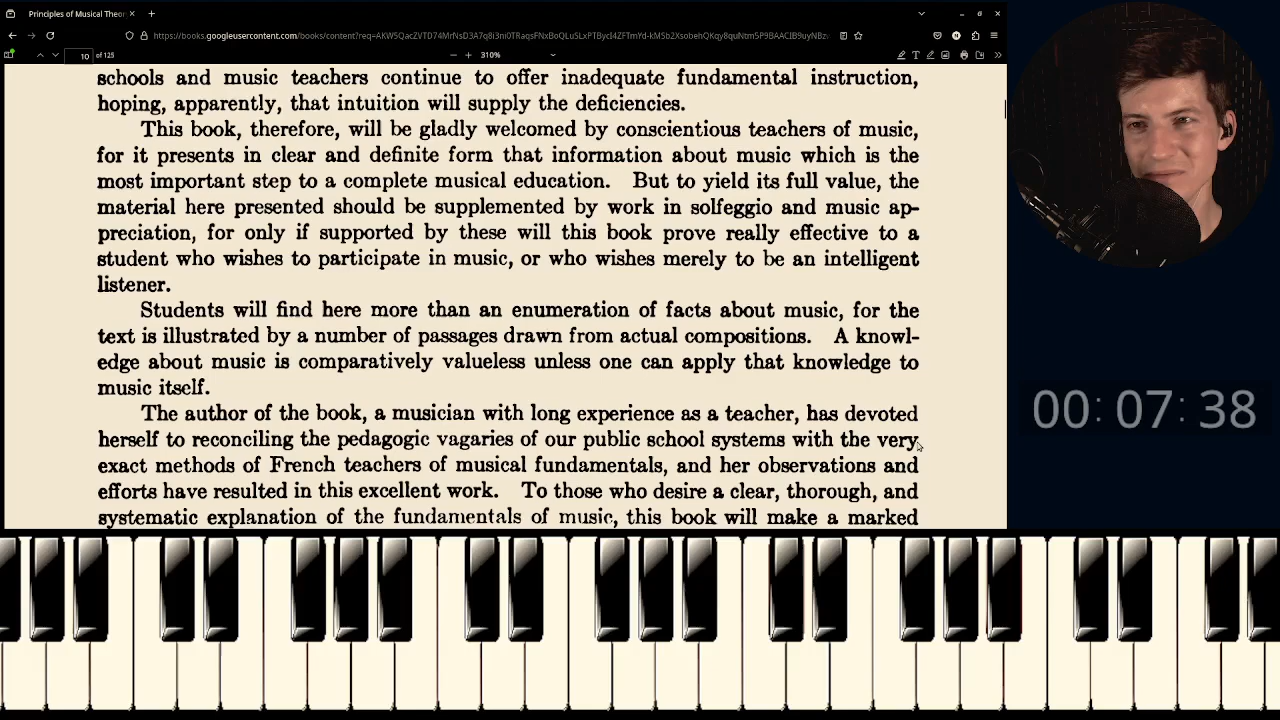 Principles of Musical Theor
10 of 125
310%
schools and music teachers continue to offer inadequate fundamental instruction,
hoping, apparently, that intuition will supply the deficiencies.
This book, therefore, will be gladly welcomed by conscientious teachers of music,
for it presents in clear and definite form that information about music which is the
most important step to a complete musical education. But to yield its full value, the
material here presented should be supplemented by work in solfeggio and music ap-
preciation, for only if supported by these will this book prove really effective to a
student who wishes to participate in music, or who wishes merely to be an intelligent
listener.
Students will find here more than an enumeration of facts about music, for the
text is illustrated by a number of passages drawn from actual compositions. A knowl-
edge about music is comparatively valueless unless one can apply that knowledge to
music itself.
The author of the book, a musician with long experience as a teacher, has devoted
herself to reconciling the pedagogic vagaries of our public school systems with the very
exact methods of French teachers of musical fundamentals, and her observations and
efforts have resulted in this excellent work. To those who desire a clear, thorough, and
systematic explanation of the fundamentals of music, this book will make a marked
00: 07: 38